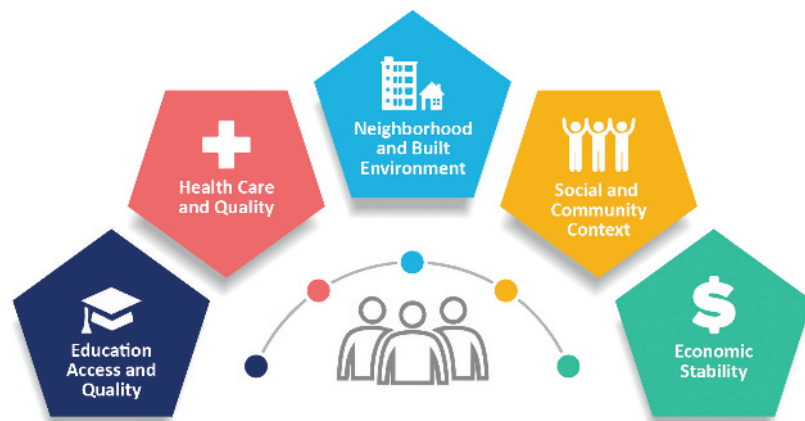 Neighborhood
and Built
Environment
Health Care
and Quality
Social and
Community
Context
Education
Access and
Quality
$
Economic
Stability